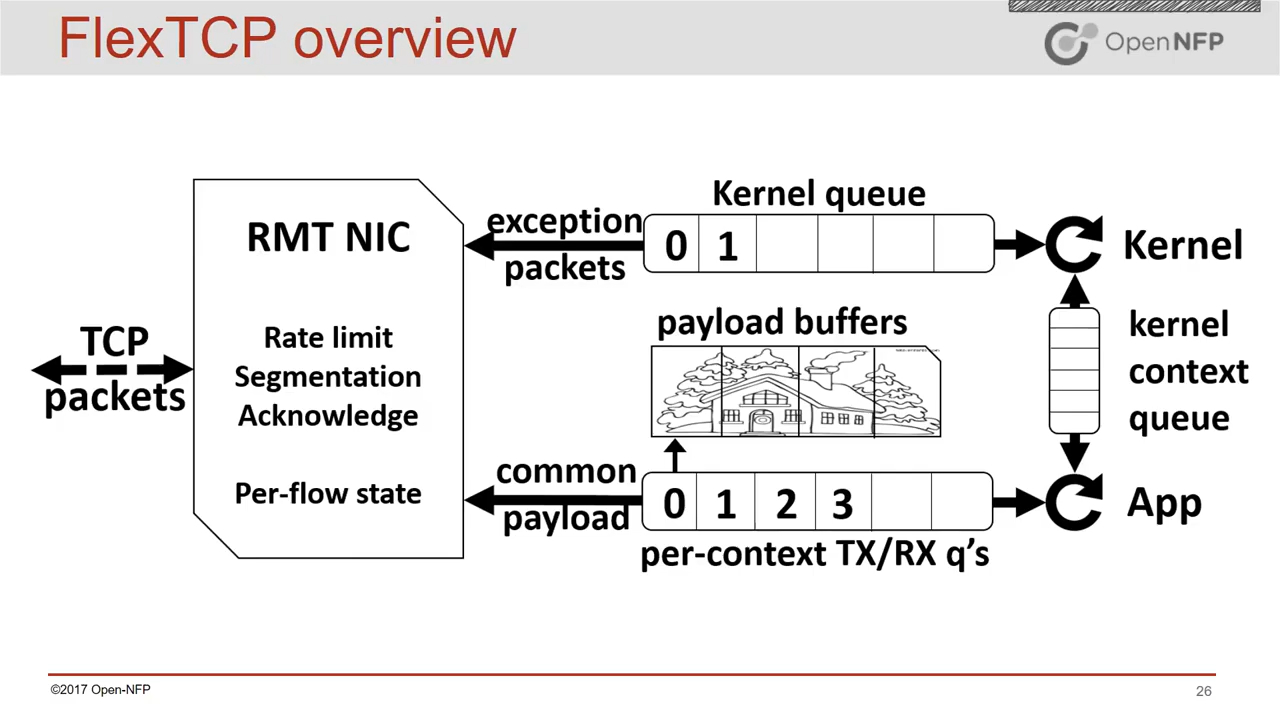 FlexTCP overview
OpenNFP
Kernel queue
RMT NIC
exception
packets
0 1
Kernel
TCP
packets
Rate limit
Segmentation
Acknowledge
Per-flow state
payload buffers
kernel
context
queue
common
payload
0 1 2 3
App
per-context TX/RX q's
©2017 Open-NFP
26